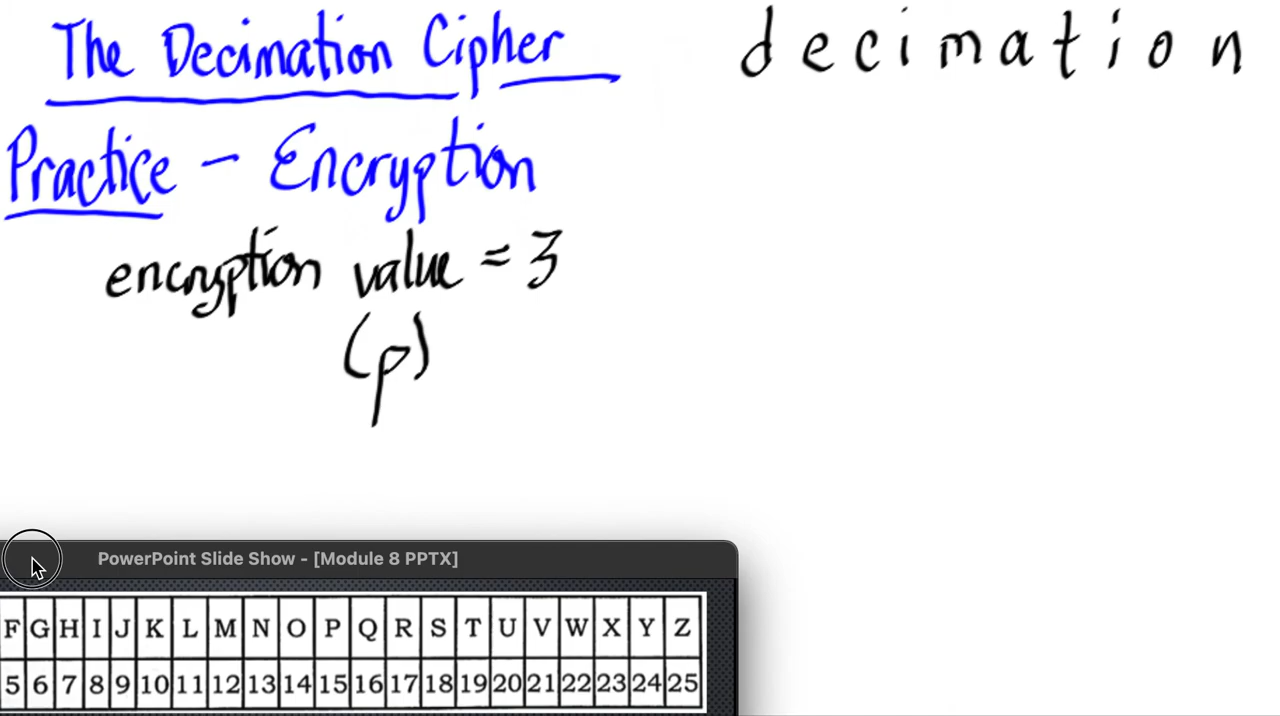 The Decimation Cipher
decimation
Practice - Encryption
encryption value = 3
(p)
PowerPoint Slide Show - [Module 8 PPTX]
F G H I J K L M N O P Q R S T U V W X Y Z
5 6 7 8 9 10 11 12 13 14 15 16 17 18 19 20 21 22 23 24 25